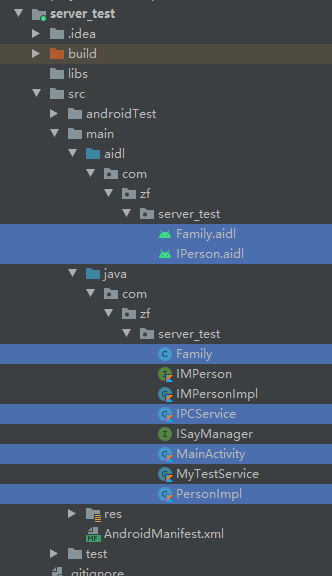 server_test
.idea
build
libs
src
androidTest
main
aidl
com
zf
server_test
Family.aidl
IPerson.aidl
java
com
zf
server_test
Family
IMPerson
IMPersonImpl
IPCService
ISayManager
MainActivity
MyTestService
PersonImpl
res
AndroidManifest.xml
test
.gitignore